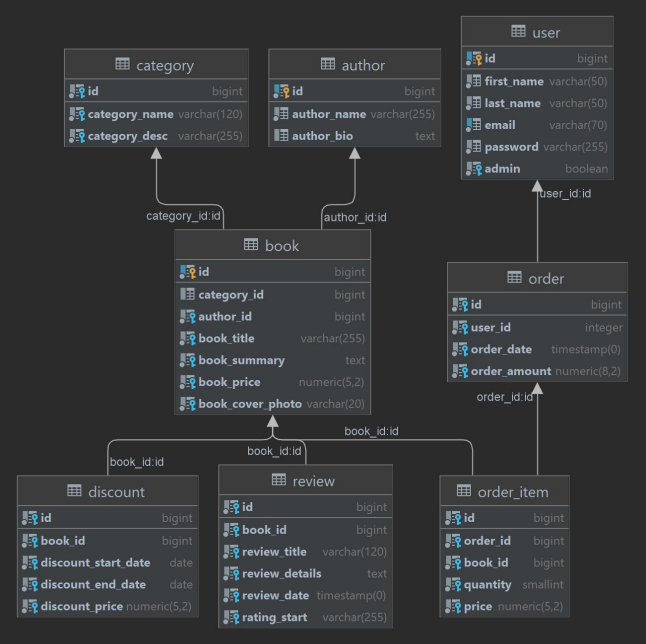 category
id bigint
category_name varchar(120)
category_desc varchar(255)
author
id bigint
author_name varchar(255)
author_bio text
user
id bigint
first_name varchar(50)
last_name varchar(50)
email varchar(70)
password varchar(255)
admin boolean
category_id:id
author_id:id
user_id:id
book
id bigint
category_id bigint
author_id bigint
book_title varchar(255)
book_summary text
book_price numeric(5,2)
book_cover_photo varchar(20)
order
id bigint
user_id integer
order_date timestamp(0)
order_amount numeric(8,2)
order_id:id
book_id:id
book_id:id
book_id:id
discount
id bigint
book_id bigint
discount_start_date date
discount_end_date date
discount_price numeric(5,2)
review
id bigint
book_id bigint
review_title varchar(120)
review_details text
review_date timestamp(0)
rating_start varchar(255)
order_item
id bigint
order_id bigint
book_id bigint
quantity smallint
price numeric(5,2)